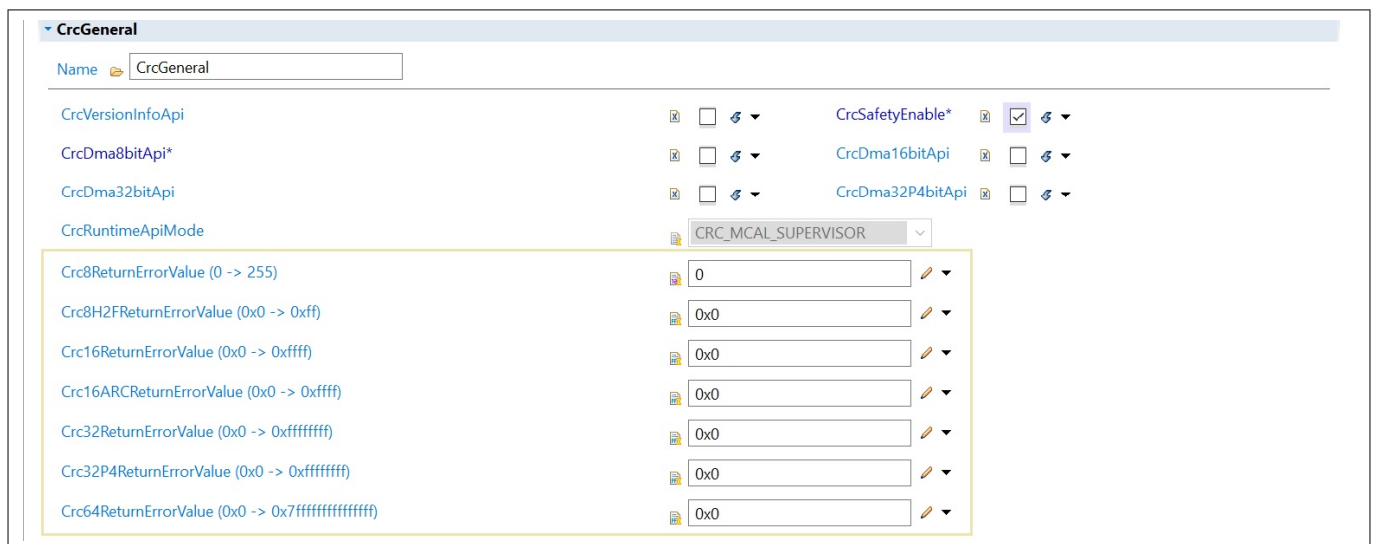 CrcGeneral
Name CrcGeneral
CrcVersionInfoApi CrcSafetyEnable*
CrcDma8bitApi* CrcDma16bitApi
CrcDma32bitApi CrcDma32P4bitApi
CrcRuntimeApiMode CRC_MCAL_SUPERVISOR
Crc8ReturnErrorValue (0 -> 255) 0
Crc8H2FReturnErrorValue (0x0 -> 0xff) 0x0
Crc16ReturnErrorValue (0x0 -> 0xffff) 0x0
Crc16ARCReturnErrorValue (0x0 -> 0xffff) 0x0
Crc32ReturnErrorValue (0x0 -> 0xffffffff) 0x0
Crc32P4ReturnErrorValue (0x0 -> 0xffffffff) 0x0
Crc64ReturnErrorValue (0x0 -> 0x7fffffffffffffff) 0x0